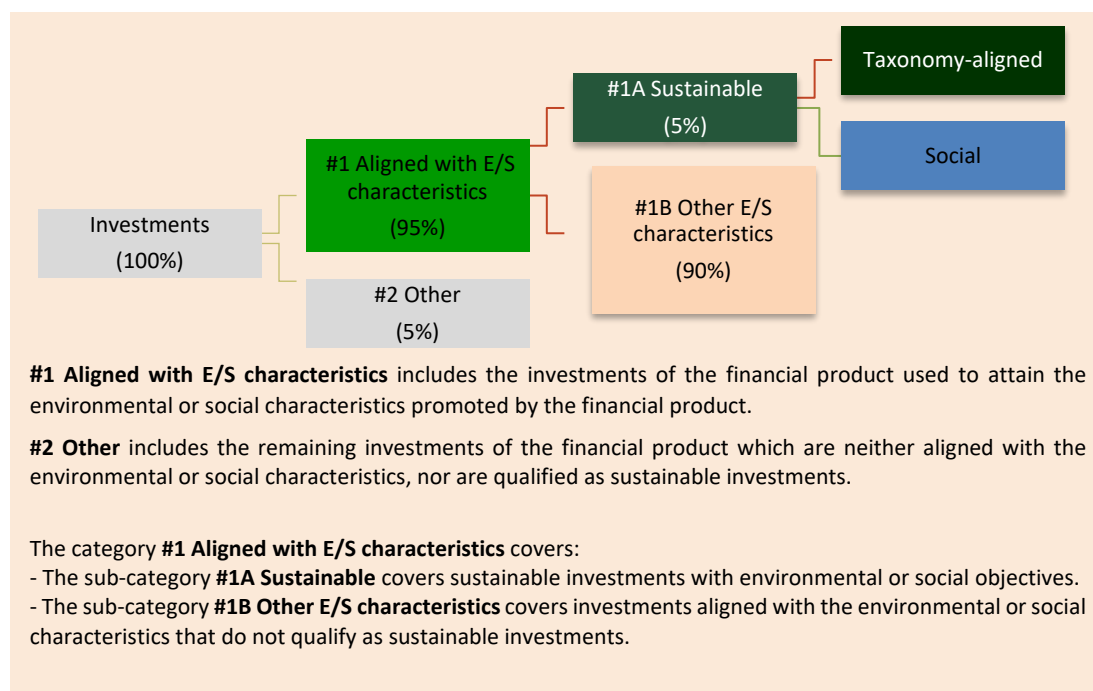 Taxonomy-aligned
#1A Sustainable
(5%)
Social
#1 Aligned with E/S
characteristics
(95%)
#1B Other E/S
characteristics
(90%)
Investments
(100%)
#2 Other
(5%)
#1 Aligned with E/S characteristics includes the investments of the financial product used to attain the
environmental or social characteristics promoted by the financial product.
#2 Other includes the remaining investments of the financial product which are neither aligned with the
environmental or social characteristics, nor are qualified as sustainable investments.
The category #1 Aligned with E/S characteristics covers:
- The sub-category #1A Sustainable covers sustainable investments with environmental or social objectives.
- The sub-category #1B Other E/S characteristics covers investments aligned with the environmental or social
characteristics that do not qualify as sustainable investments.